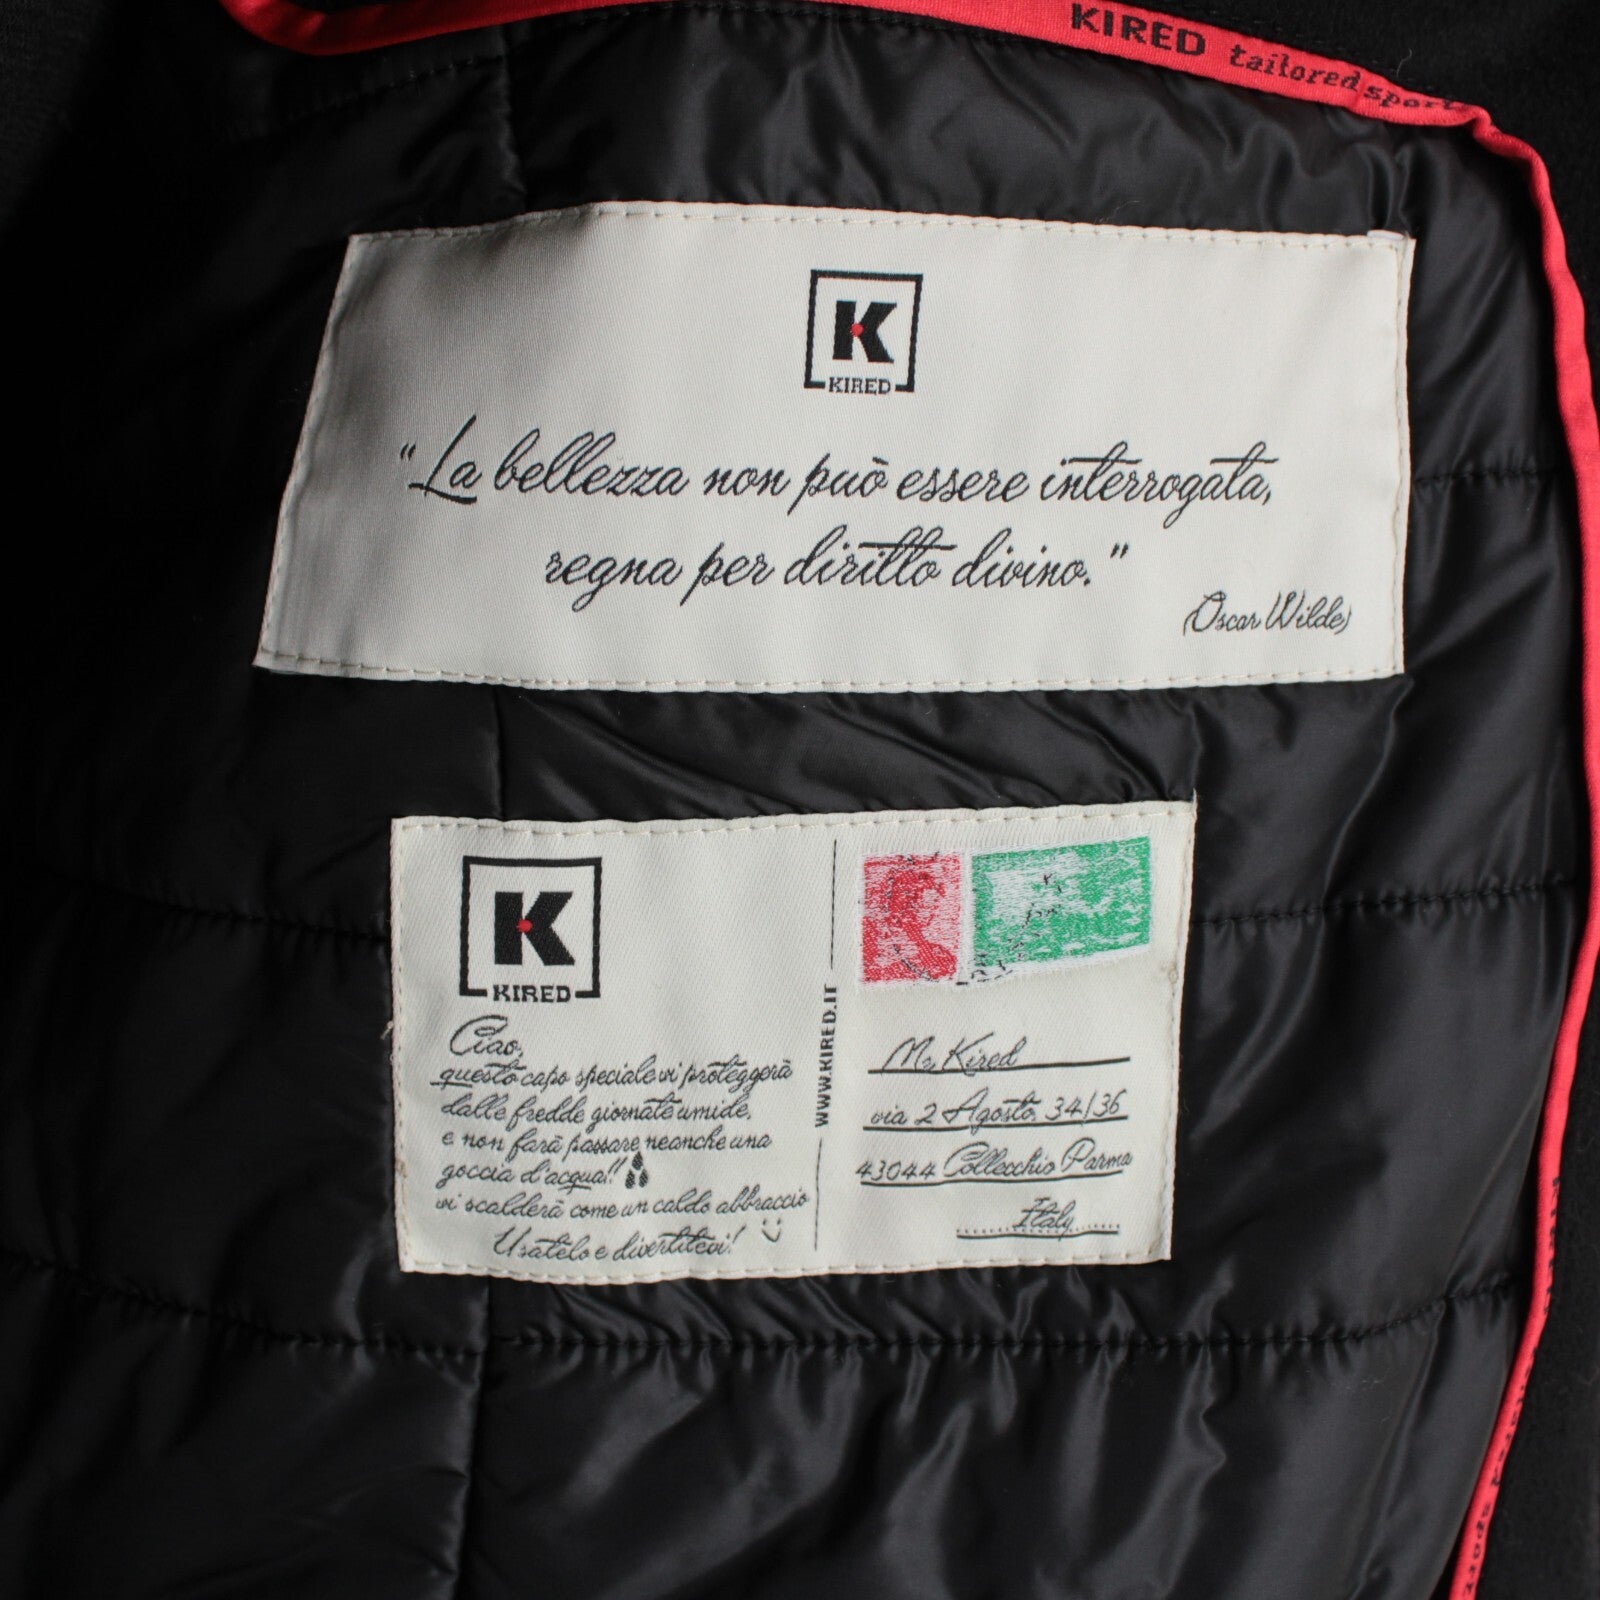 KIRED tailored sport
K
KIRED
"La bellezza non può essere interrogata,
regna per diritto divino."
(Oscar Wilde)
K
KIRED
Ciao,
questo capo speciale vi proteggerà
dalle fredde giornate umide,
e non farà passare neanche una
goccia d'acqua!!
vi scalderà come un caldo abbraccio
Usatelo e divertitevi!
WWW.KIRED.IT
Mr. Kired
via 2 Agosto, 34/36
43044 Collecchio Parma
Italy